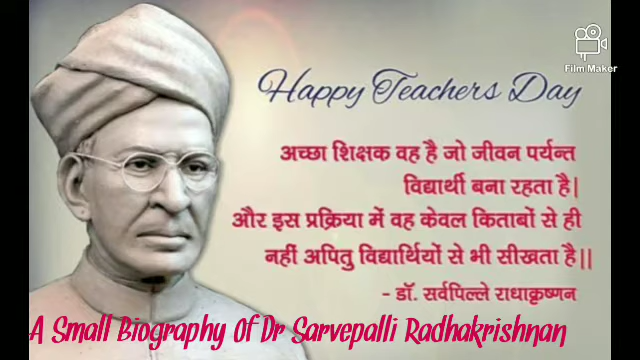 Film Maker
Happy Teachers Day
अच्छा शिक्षक वह है जो जीवन पर्यन्त
विद्यार्थी बना रहता है|
और इस प्रक्रिया में वह केवल किताबों से ही
नहीं अपितु विद्यार्थियों से भी सीखता है||
- डॉ. सर्वपिल्ले राधाकृष्णन
A Small Biography Of Dr Sarvepalli Radhakrishnan